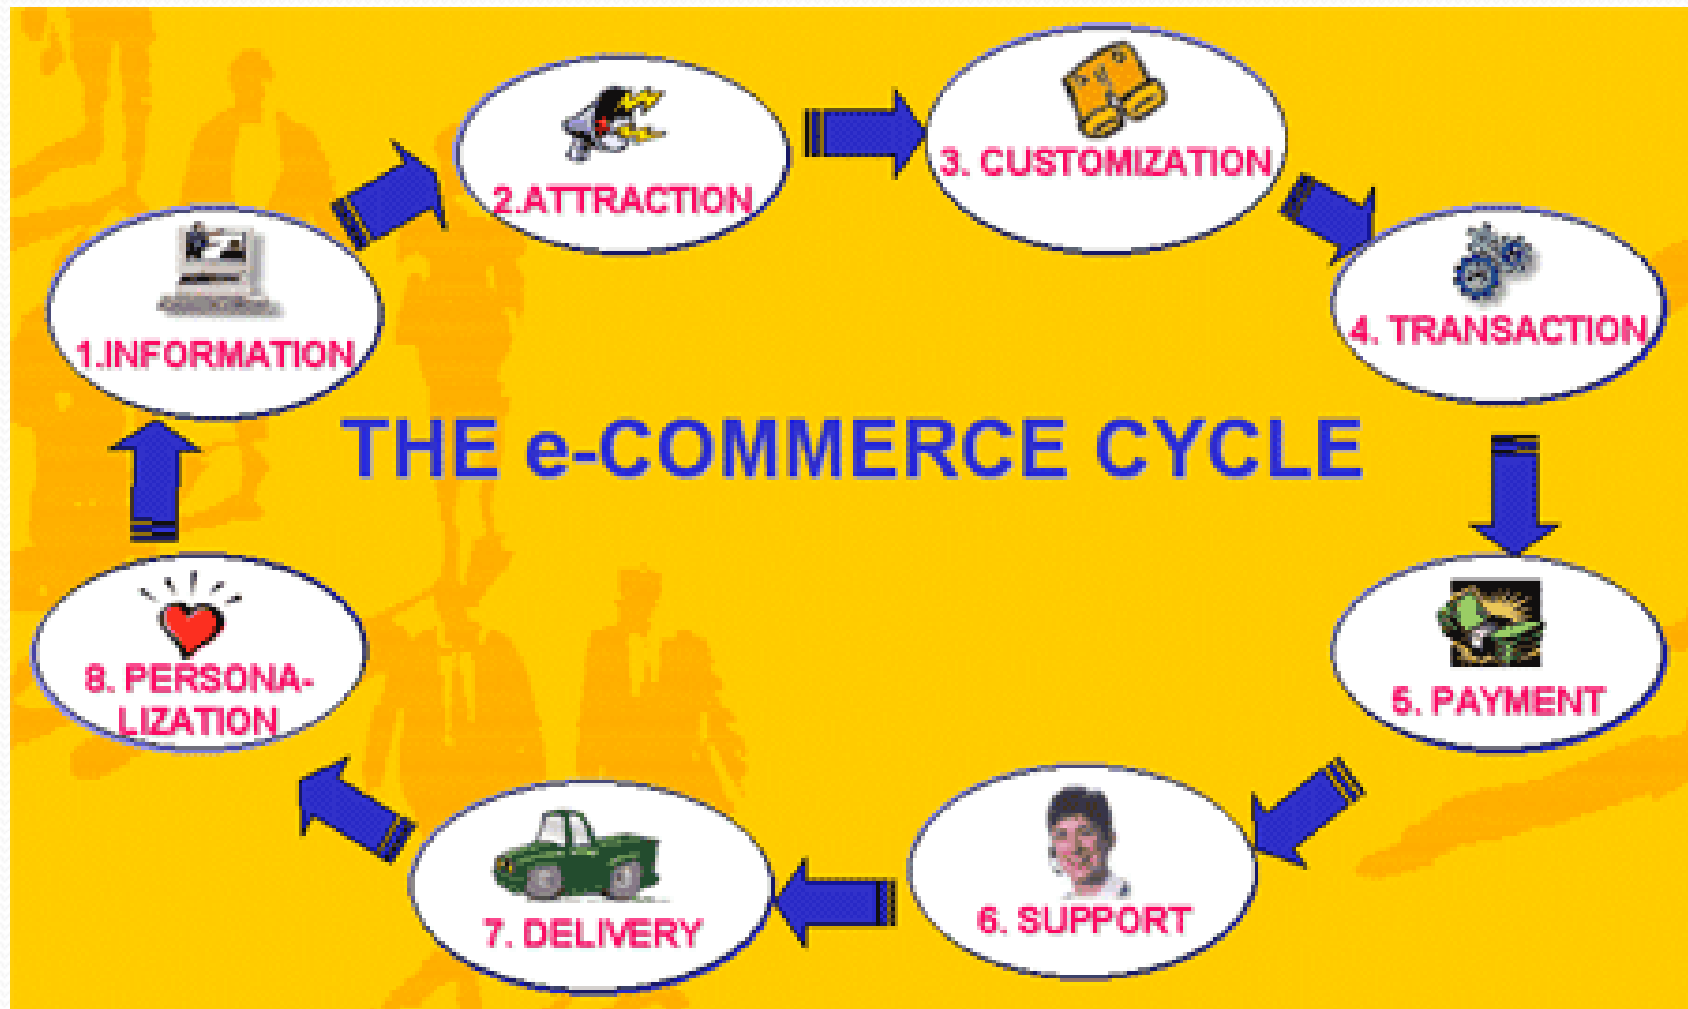 2.ATTRACTION
3. CUSTOMIZATION
1.INFORMATION
4. TRANSACTION
THE e-COMMERCE CYCLE
8. PERSONA-
LIZATION
5. PAYMENT
7. DELIVERY
6. SUPPORT